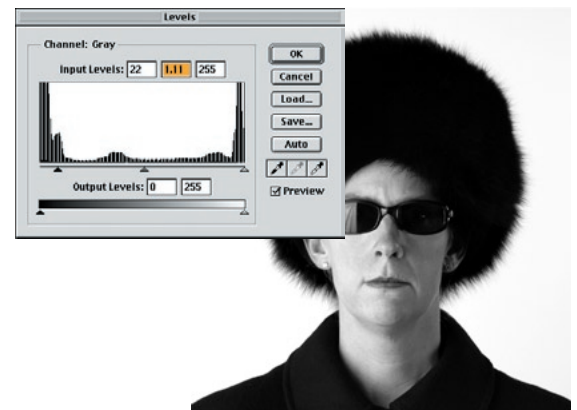 Levels
Channel: Gray
Input Levels: 22 1.11 255
OK
Cancel
Load...
Save...
Auto
Preview
Output Levels: 0 255